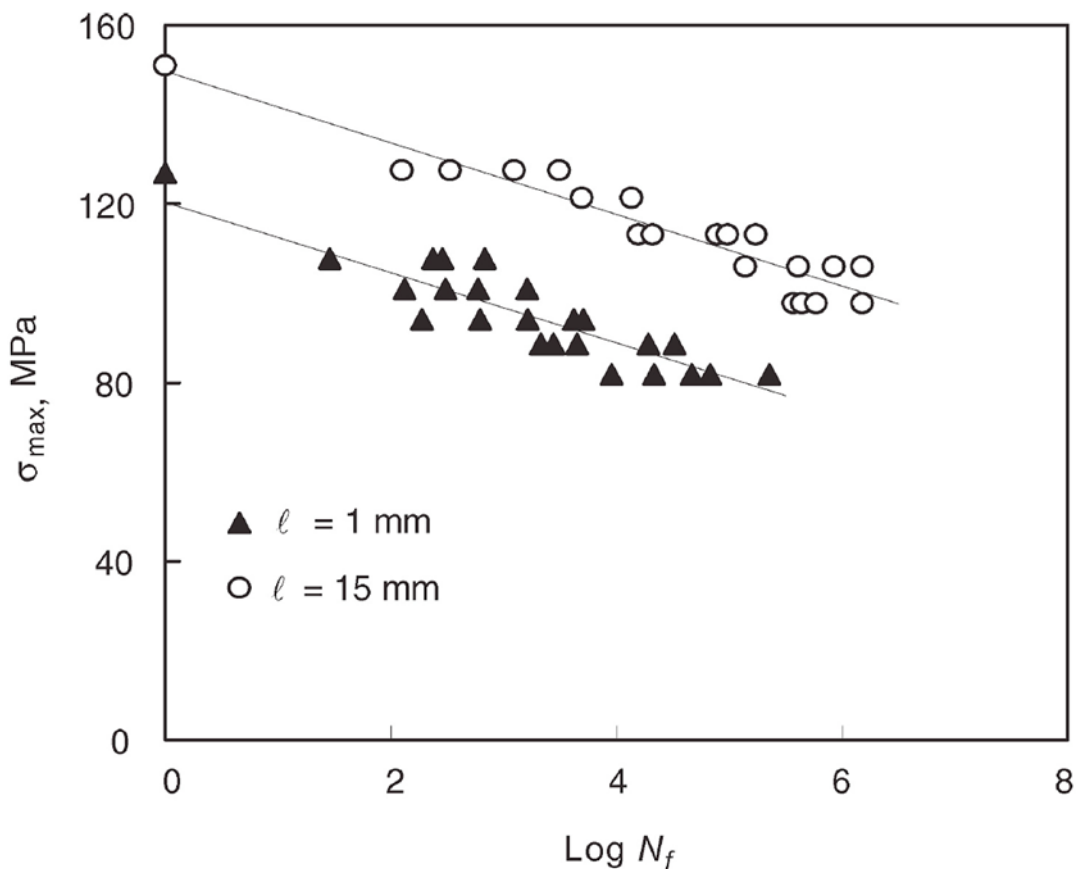 160
120
80
40
0
σmax, MPa
▲ ℓ = 1 mm
○ ℓ = 15 mm
0 2 4 6 8
Log Nf